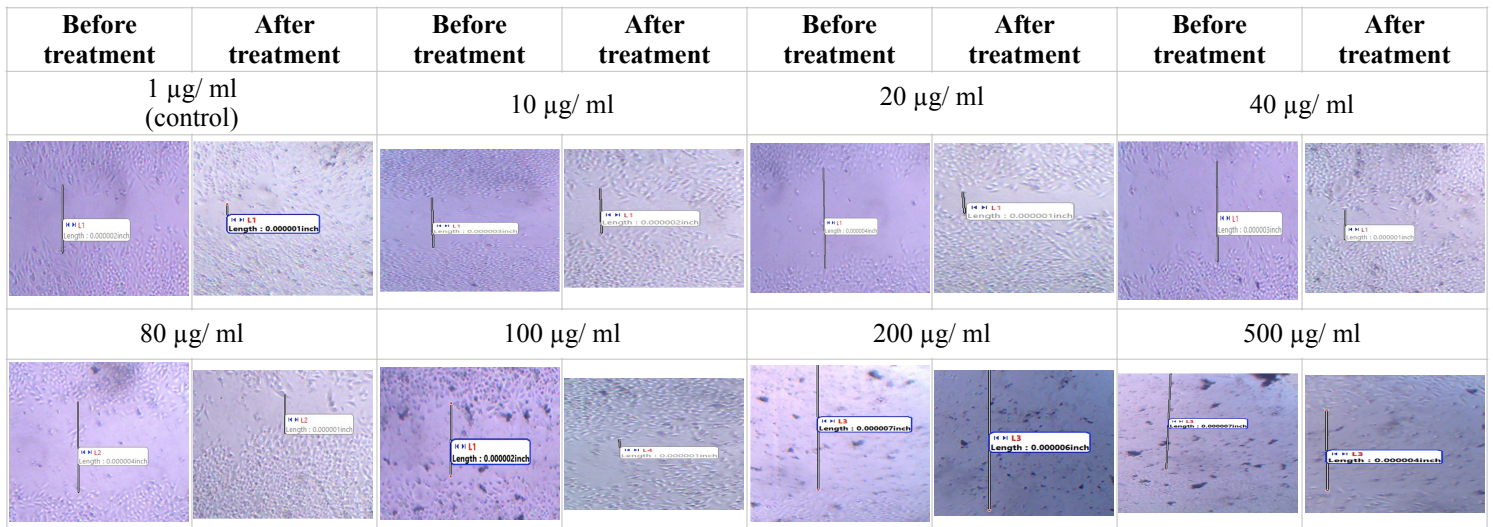 Before treatment
After treatment
Before treatment
After treatment
Before treatment
After treatment
Before treatment
After treatment
1 µg/ ml
(control)
10 µg/ ml
20 µg/ ml
40 µg/ ml
L1
Length : 0.000002inch
L1
Length : 0.000001inch
L1
Length : 0.000003inch
L1
Length : 0.000002inch
L1
Length : 0.000004inch
L1
Length : 0.000001inch
L1
Length : 0.000003inch
L1
Length : 0.000001inch
80 µg/ ml
100 µg/ ml
200 µg/ ml
500 µg/ ml
L2
Length : 0.000004inch
L2
Length : 0.000001inch
L1
Length : 0.000002inch
L4
Length : 0.000001inch
L3
Length : 0.000007inch
L3
Length : 0.000006inch
L3
Length : 0.000007inch
L3
Length : 0.000004inch